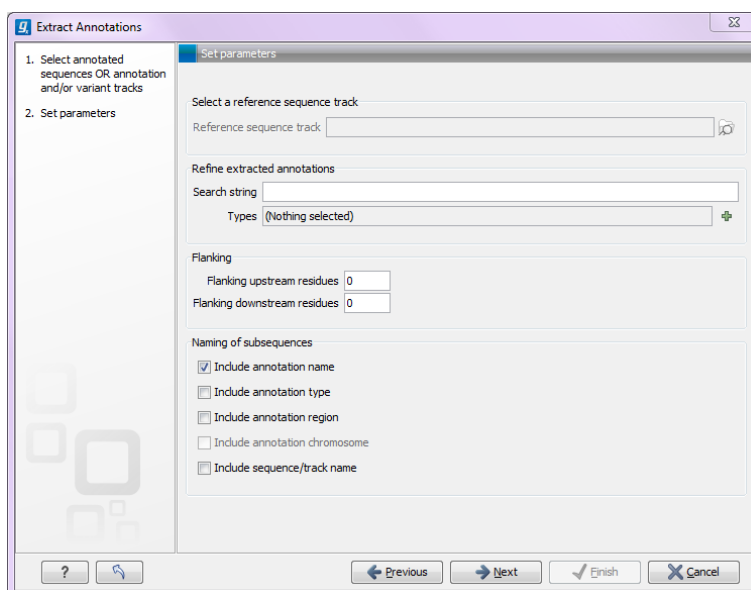 Extract Annotations
1. Select annotated
sequences OR annotation
and/or variant tracks
2. Set parameters
Set parameters
Select a reference sequence track
Reference sequence track
Refine extracted annotations
Search string
Types (Nothing selected)
Flanking
Flanking upstream residues 0
Flanking downstream residues 0
Naming of subsequences
Include annotation name
Include annotation type
Include annotation region
Include annotation chromosome
Include sequence/track name
? Previous Next Finish Cancel